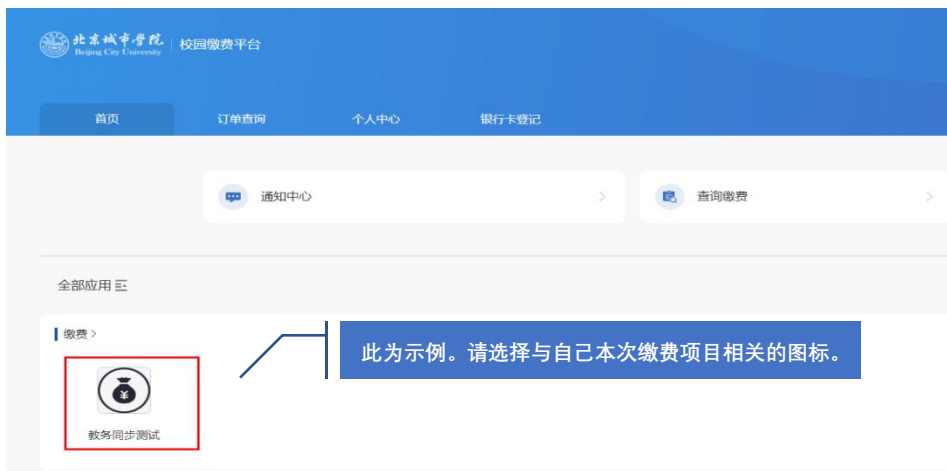 北京城市学院 校园缴费平台
Beijing City University
首页 订单查询 个人中心 银行卡登记
通知中心 查询缴费
全部应用
缴费
此为示例。请选择与自己本次缴费项目相关的图标。
教务同步测试